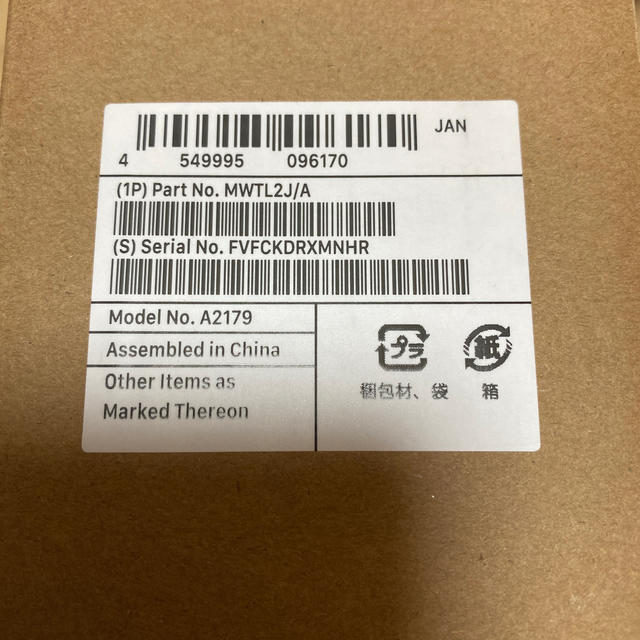 JAN
4 549995 096170
(1P) Part No. MWTL2J/A
(S) Serial No. FVFCKDRXMNHR
Model No. A2179
Assembled in China
Other Items as
Marked Thereon
プラ
紙
梱包材、袋
箱